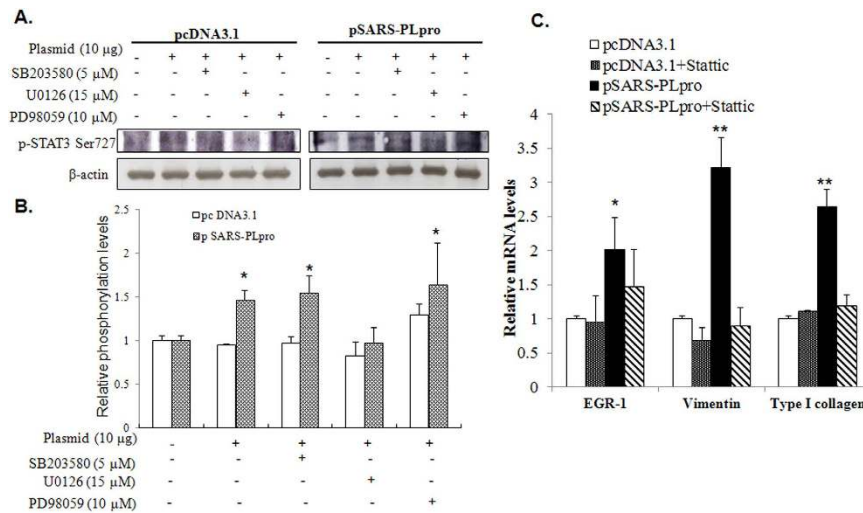 A.
pcDNA3.1 pSARS-PLpro
Plasmid (10 µg) - + + + + - + + + +
SB203580 (5 µM) - - + - - - - + - -
U0126 (15 µM) - - - + - - - - + -
PD98059 (10 µM) - - - - + - - - - +
p-STAT3 Ser727
β-actin
B.
Relative phosphorylation levels
2.5
2
1.5
1
0.5
0
pc DNA3.1
p SARS-PLpro
* * *
Plasmid (10 µg) - + + + +
SB203580 (5 µM) - - + - -
U0126 (15 µM) - - - + -
PD98059 (10 µM) - - - - +
C.
pcDNA3.1
pcDNA3.1+Stattic
pSARS-PLpro
pSARS-PLpro+Stattic
Relative mRNA levels
4
3.5
3
2.5
2
1.5
1
0.5
0
* ** **
EGR-1 Vimentin Type I collagen